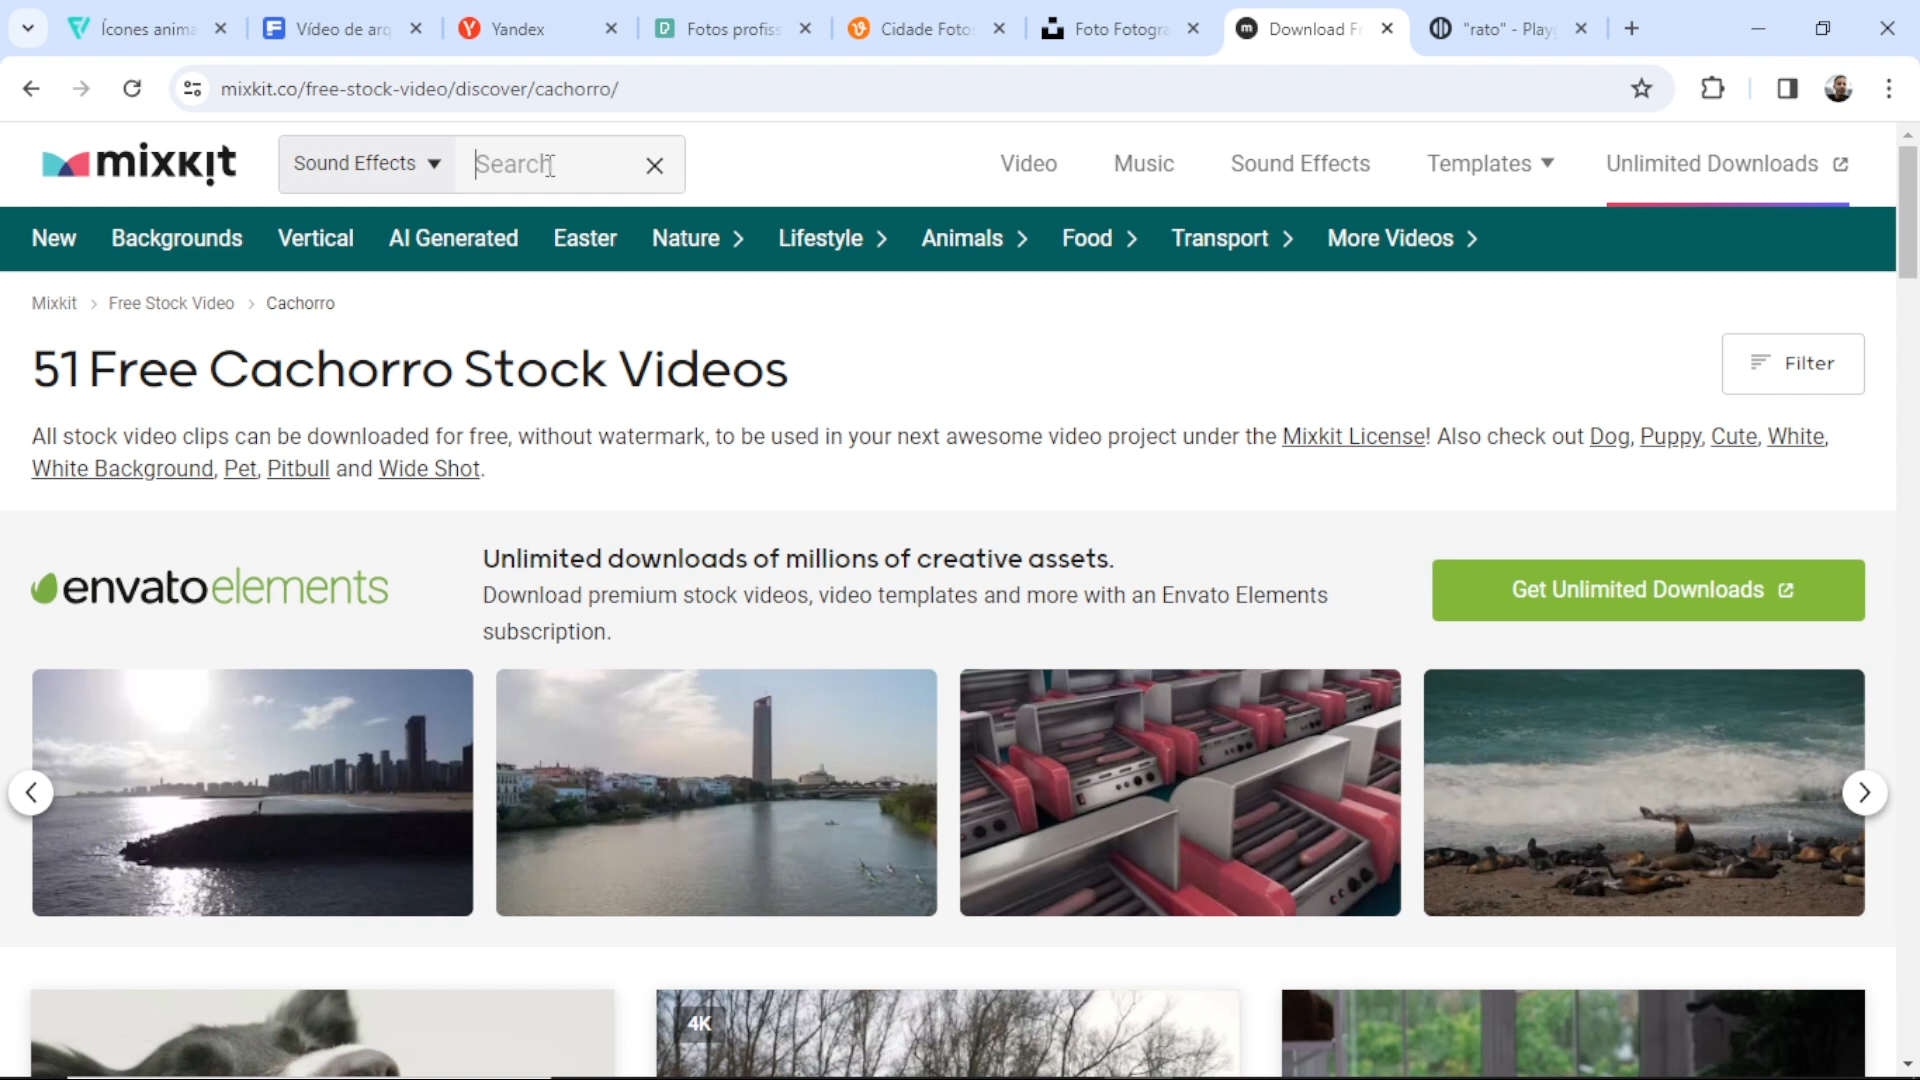 Ícones anima
Vídeo de arq
Yandex
Fotos profiss
Cidade Foto
Foto Fotogra
Download Fr
"rato" - Play
mixkit.co/free-stock-video/discover/cachorro/
mixkit
Sound Effects
Search
Video
Music
Sound Effects
Templates
Unlimited Downloads
New
Backgrounds
Vertical
AI Generated
Easter
Nature
Lifestyle
Animals
Food
Transport
More Videos
Mixkit > Free Stock Video > Cachorro
51 Free Cachorro Stock Videos
Filter
All stock video clips can be downloaded for free, without watermark, to be used in your next awesome video project under the Mixkit License! Also check out Dog, Puppy, Cute, White,
White Background, Pet, Pitbull and Wide Shot.
envato elements
Unlimited downloads of millions of creative assets.
Download premium stock videos, video templates and more with an Envato Elements
subscription.
Get Unlimited Downloads
4K